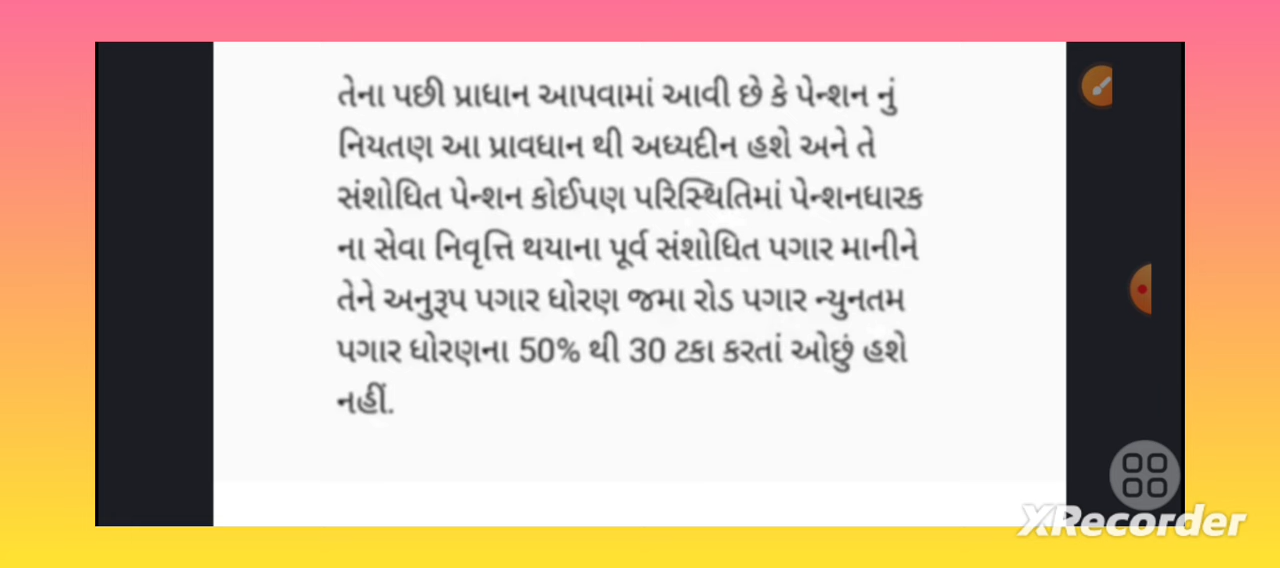 તેના પછી પ્રાધાન આપવામાં આવી છે કે પેન્શન નું
નિયતણ આ પ્રાવધાન થી અધ્યદીન હશે અને તે
સંશોધિત પેન્શન કોઈપણ પરિસ્થિતિમાં પેન્શનધારક
ના સેવા નિવૃત્તિ થયાના પૂર્વ સંશોધિત પગાર માનીને
તેને અનુરૂપ પગાર ધોરણ જમા રોડ પગાર ન્યુનતમ
પગાર ધોરણના 50% થી 30 ટકા કરતાં ઓછું હશે
નહીં.
XRecorder